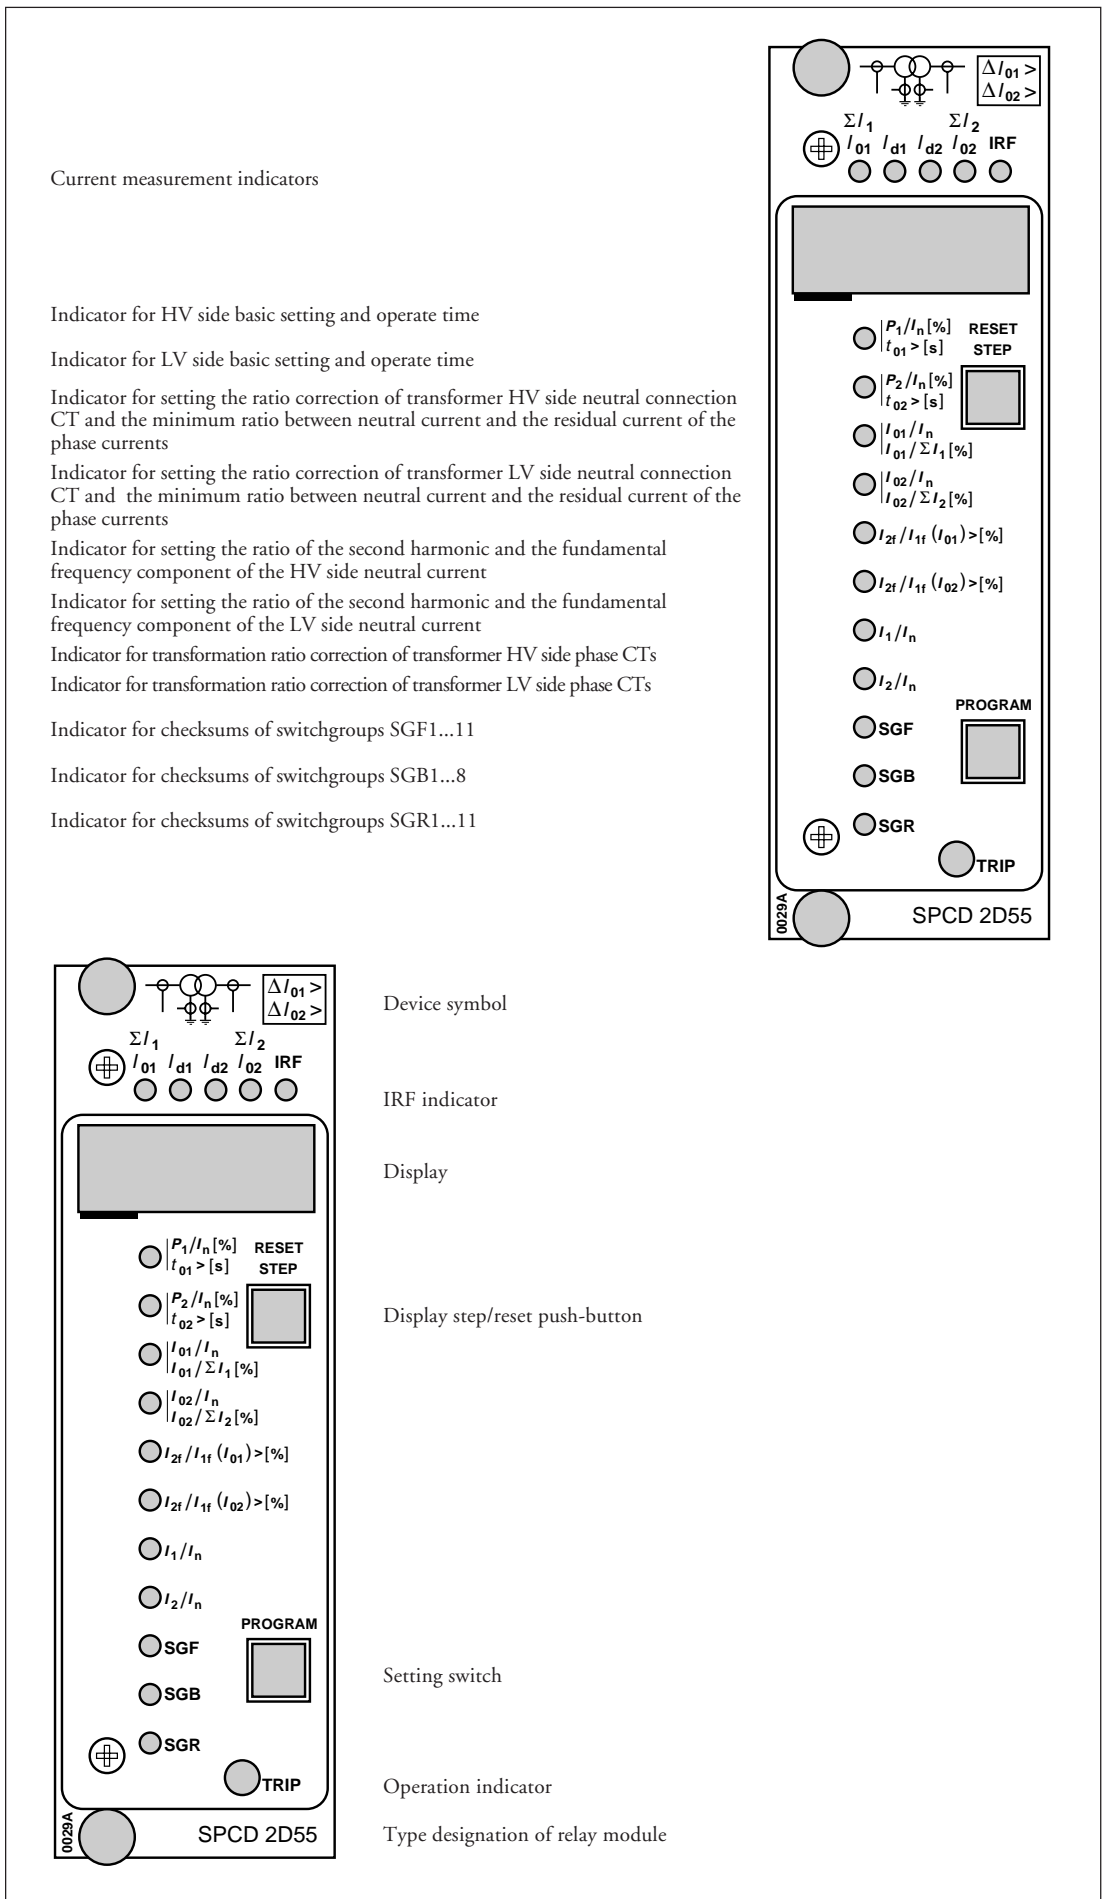 ΔI01 >
ΔI02 >
ΣI1 ΣI2
I01 Id1 Id2 I02 IRF
Current measurement indicators
Indicator for HV side basic setting and operate time
P1/In[%]
t01>[s]
RESET
STEP
Indicator for LV side basic setting and operate time
P2/In[%]
t02>[s]
Indicator for setting the ratio correction of transformer HV side neutral connection
CT and the minimum ratio between neutral current and the residual current of the
phase currents
I01/In
I01/ΣI1[%]
Indicator for setting the ratio correction of transformer LV side neutral connection
CT and the minimum ratio between neutral current and the residual current of the
phase currents
I02/In
I02/ΣI2[%]
Indicator for setting the ratio of the second harmonic and the fundamental
frequency component of the HV side neutral current
I2f/I1f (I01)>[%]
Indicator for setting the ratio of the second harmonic and the fundamental
frequency component of the LV side neutral current
I2f/I1f (I02)>[%]
Indicator for transformation ratio correction of transformer HV side phase CTs
I1/In
Indicator for transformation ratio correction of transformer LV side phase CTs
I2/In
PROGRAM
Indicator for checksums of switchgroups SGF1...11
SGF
Indicator for checksums of switchgroups SGB1...8
SGB
Indicator for checksums of switchgroups SGR1...11
SGR
TRIP
0029A
SPCD 2D55
ΔI01 >
ΔI02 >
Device symbol
ΣI1 ΣI2
I01 Id1 Id2 I02 IRF
IRF indicator
Display
P1/In[%]
t01>[s]
RESET
STEP
P2/In[%]
t02>[s]
Display step/reset push-button
I01/In
I01/ΣI1[%]
I02/In
I02/ΣI2[%]
I2f/I1f (I01)>[%]
I2f/I1f (I02)>[%]
I1/In
I2/In
PROGRAM
SGF
Setting switch
SGB
SGR
TRIP
Operation indicator
0029A
SPCD 2D55
Type designation of relay module